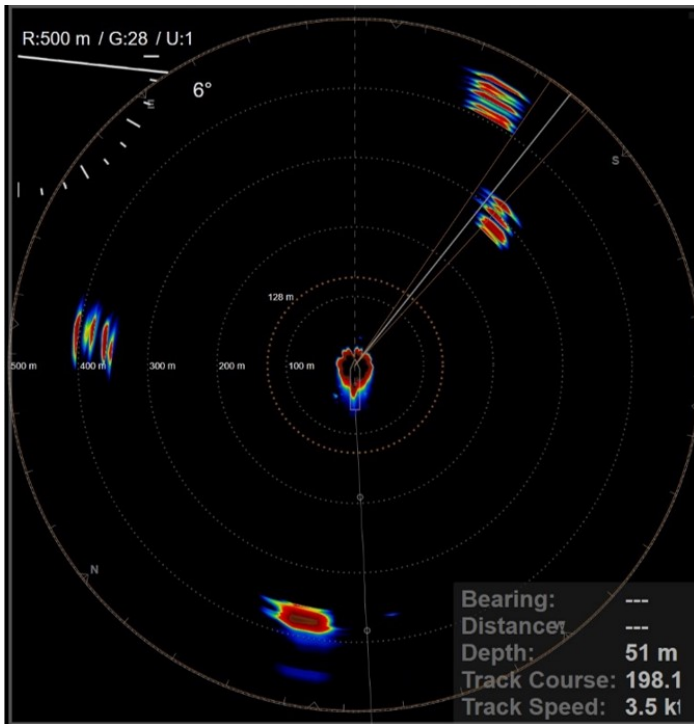 R:500 m / G:28 / U:1
6°
E
S
128 m
500 m 400 m 300 m 200 m 100 m
N
Bearing: ---
Distance: ---
Depth: 51 m
Track Course: 198.1
Track Speed: 3.5 kt